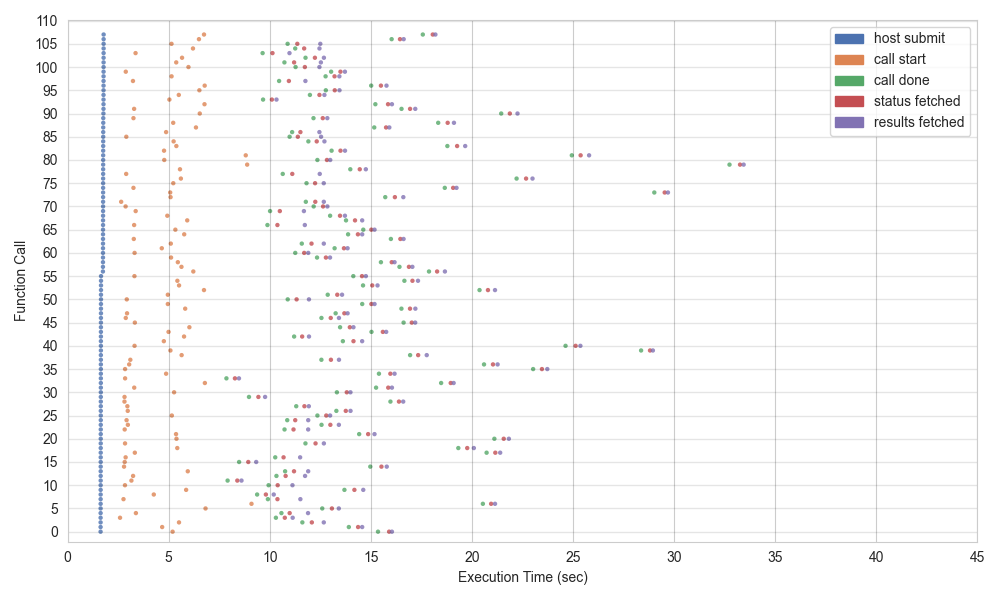 110
105
100
95
90
85
80
75
70
65
60
55
50
45
40
35
30
25
20
15
10
5
0
Function Call
host submit
call start
call done
status fetched
results fetched
0 5 10 15 20 25 30 35 40 45
Execution Time (sec)